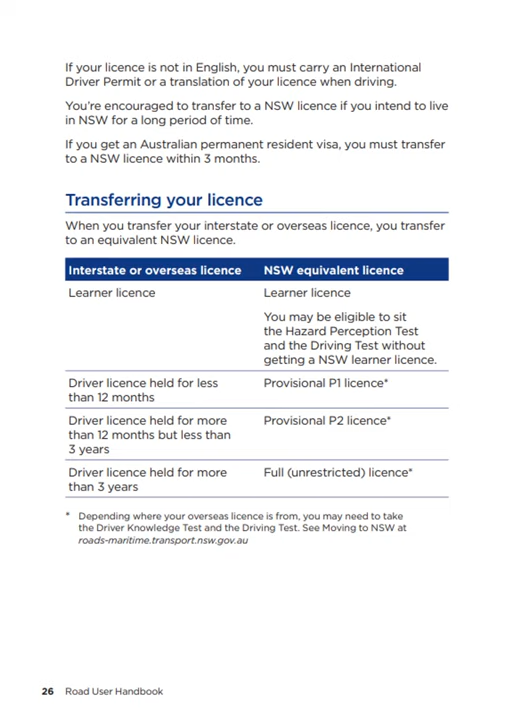 If your licence is not in English, you must carry an International
Driver Permit or a translation of your licence when driving.
You're encouraged to transfer to a NSW licence if you intend to live
in NSW for a long period of time.
If you get an Australian permanent resident visa, you must transfer
to a NSW licence within 3 months.
Transferring your licence
When you transfer your interstate or overseas licence, you transfer
to an equivalent NSW licence.
Interstate or overseas licence NSW equivalent licence
Learner licence Learner licence
You may be eligible to sit
the Hazard Perception Test
and the Driving Test without
getting a NSW learner licence.
Driver licence held for less Provisional P1 licence*
than 12 months
Driver licence held for more Provisional P2 licence*
than 12 months but less than
3 years
Driver licence held for more Full (unrestricted) licence*
than 3 years
* Depending where your overseas licence is from, you may need to take
the Driver Knowledge Test and the Driving Test. See Moving to NSW at
roads-maritime.transport.nsw.gov.au
26 Road User Handbook